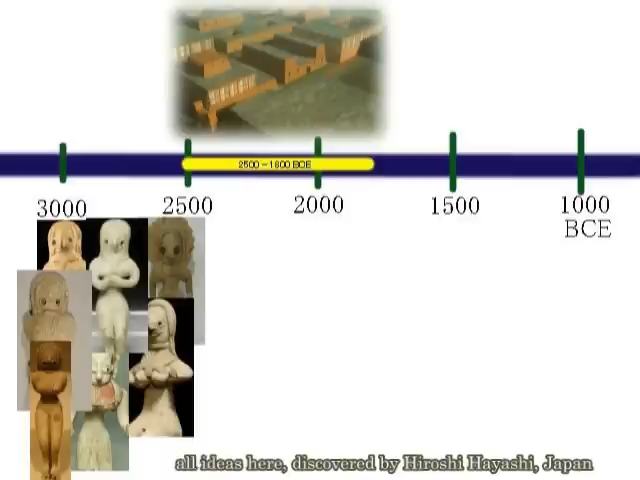 2500 - 1800 BCE
3000 2500 2000 1500 1000
BCE
all ideas here, discovered by Hiroshi Hayashi, Japan